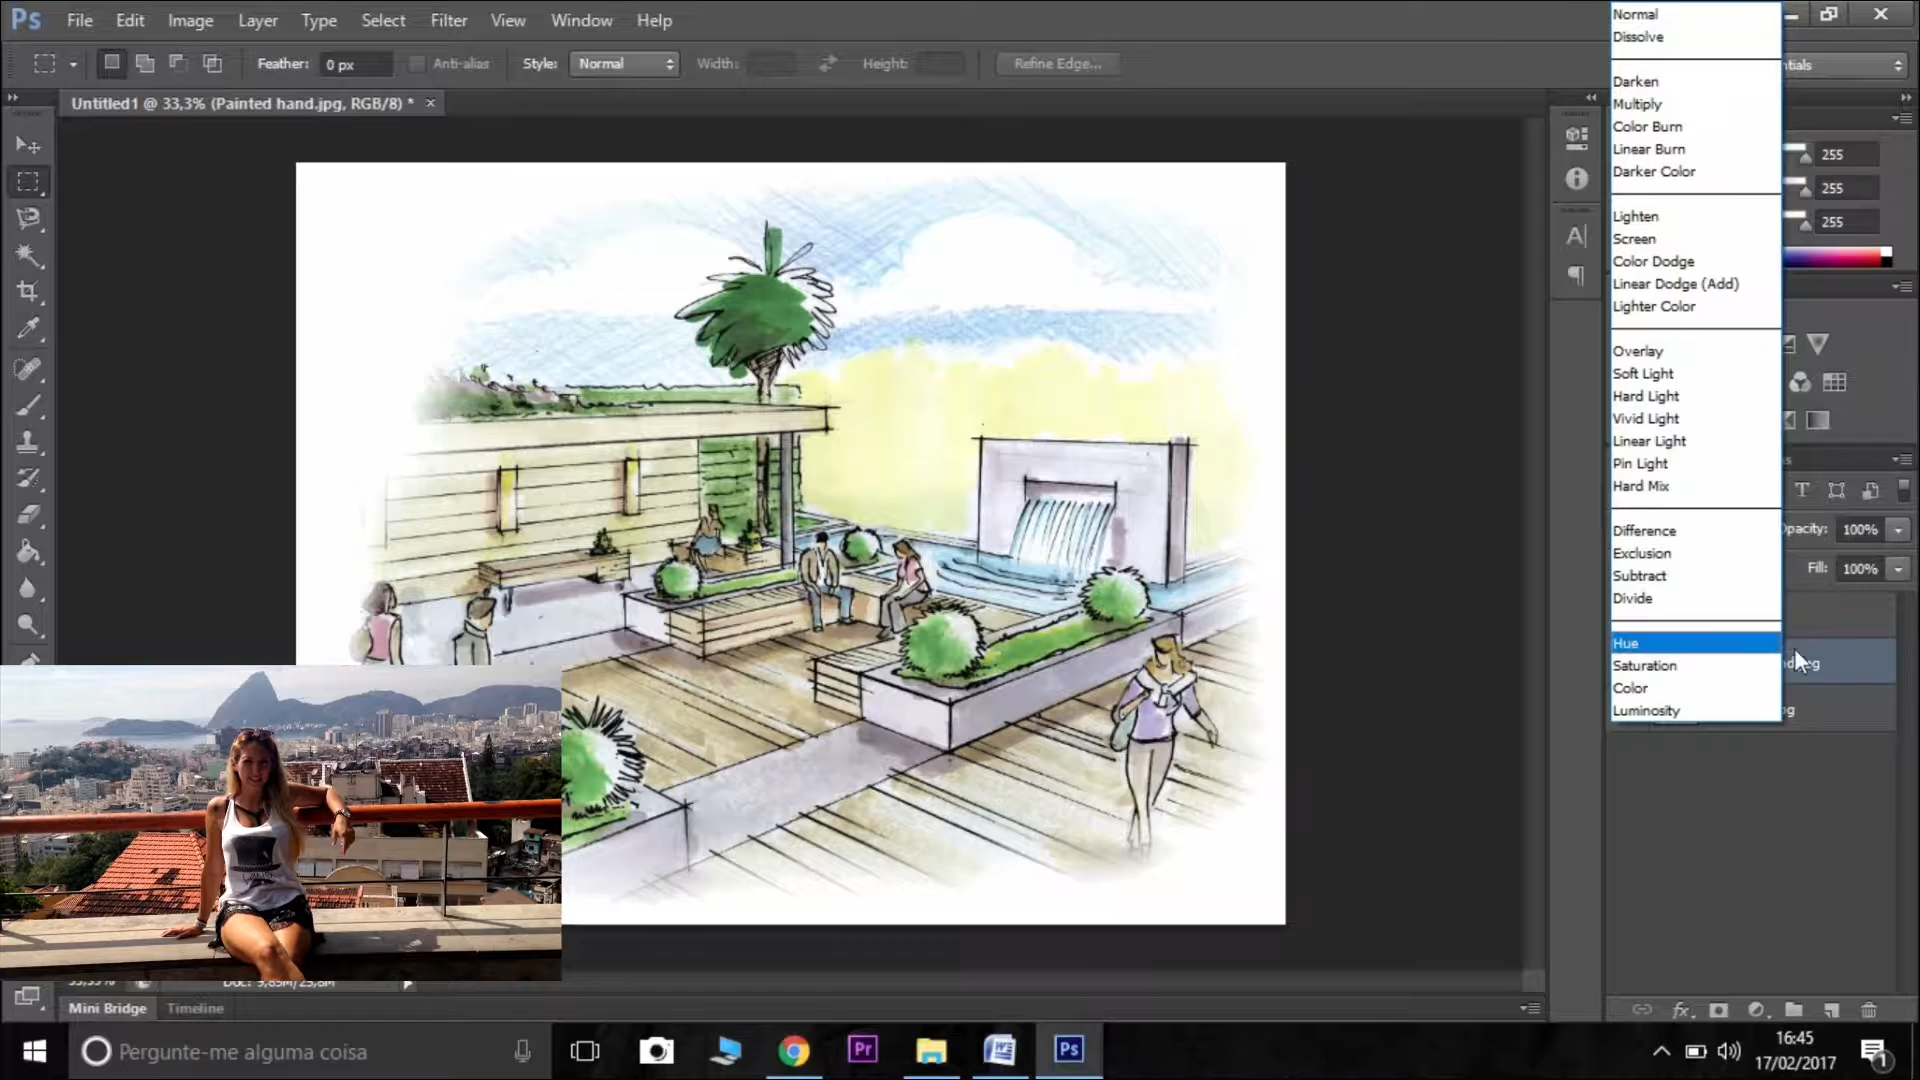 Ps File Edit Image Layer Type Select Filter View Window Help
Feather: 0 px Anti-alias Style: Normal Width: Height: Refine Edge...
Untitled1 @ 33,3% (Painted hand.jpg, RGB/8) * ×
Normal
Dissolve
Darken
Multiply
Color Burn
Linear Burn
Darker Color
Lighten
Screen
Color Dodge
Linear Dodge (Add)
Lighter Color
Overlay
Soft Light
Hard Light
Vivid Light
Linear Light
Pin Light
Hard Mix
Difference
Exclusion
Subtract
Divide
Hue
Saturation
Color
Luminosity
ntials
255
255
255
Opacity: 100%
Fill: 100%
Mini Bridge Timeline
Pergunte-me alguma coisa
Pr
Ps
16:45
17/02/2017
1